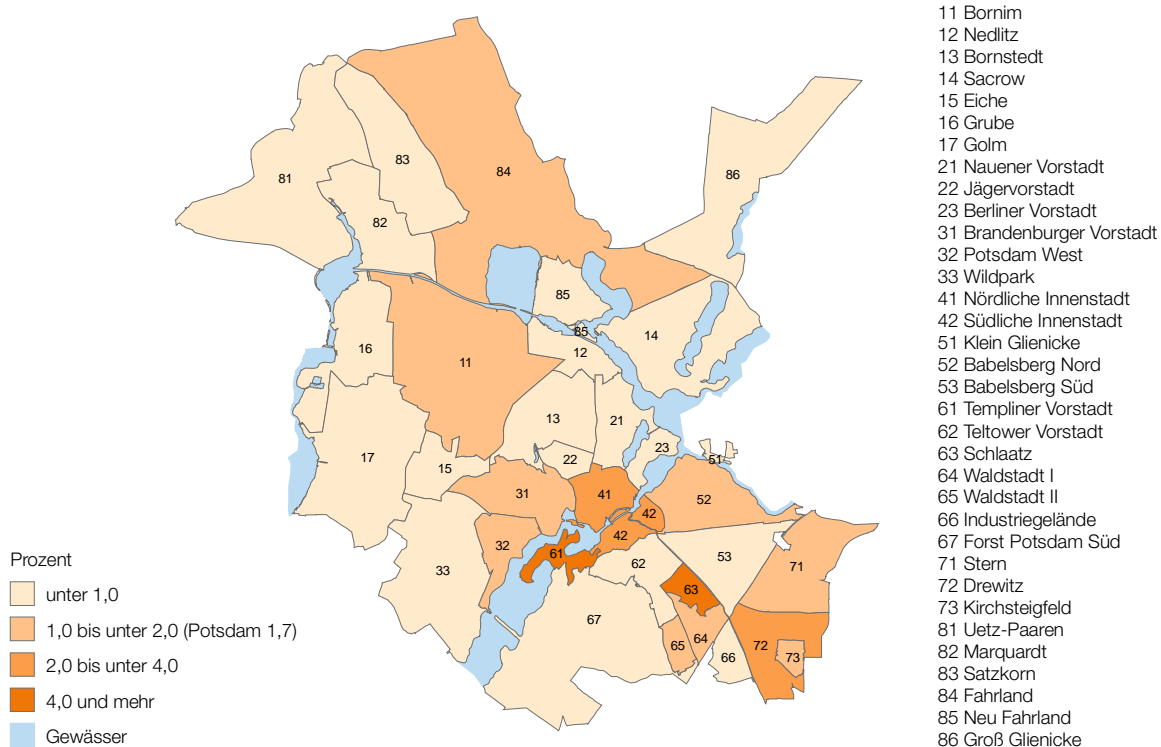 81
83
84
86
82
85
85
14
16
11
12
13
21
17
15
22
23
51
31
41
52
42
32
42
61
62
53
71
33
63
67
65
64
66
72
73
Prozent
unter 1,0
1,0 bis unter 2,0 (Potsdam 1,7)
2,0 bis unter 4,0
4,0 und mehr
Gewässer
11 Bornim
12 Nedlitz
13 Bornstedt
14 Sacrow
15 Eiche
16 Grube
17 Golm
21 Nauener Vorstadt
22 Jägervorstadt
23 Berliner Vorstadt
31 Brandenburger Vorstadt
32 Potsdam West
33 Wildpark
41 Nördliche Innenstadt
42 Südliche Innenstadt
51 Klein Glienicke
52 Babelsberg Nord
53 Babelsberg Süd
61 Templiner Vorstadt
62 Teltower Vorstadt
63 Schlaatz
64 Waldstadt I
65 Waldstadt II
66 Industriegelände
67 Forst Potsdam Süd
71 Stern
72 Drewitz
73 Kirchsteigfeld
81 Uetz-Paaren
82 Marquardt
83 Satzkorn
84 Fahrland
85 Neu Fahrland
86 Groß Glienicke